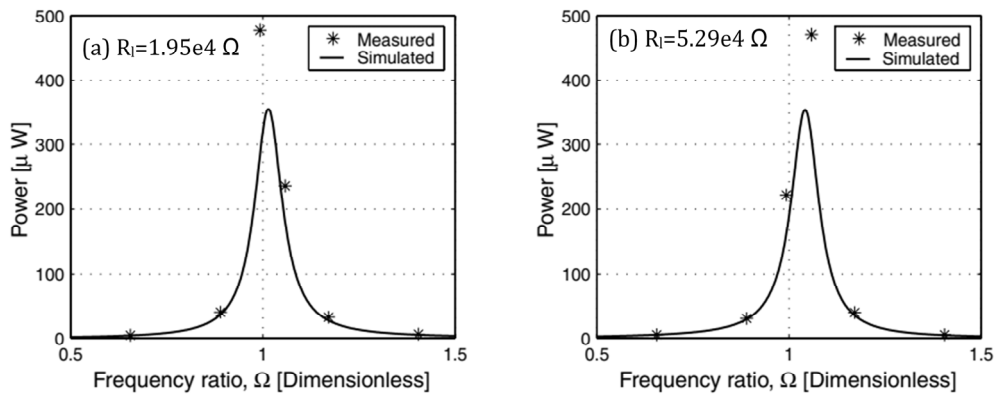 500
400
300
200
100
0
0.5
1
1.5
Power [μ W]
Frequency ratio, Ω [Dimensionless]
(a) Rₗ=1.95e4 Ω
Measured
Simulated
500
400
300
200
100
0
0.5
1
1.5
Power [μ W]
Frequency ratio, Ω [Dimensionless]
(b) Rₗ=5.29e4 Ω
Measured
Simulated